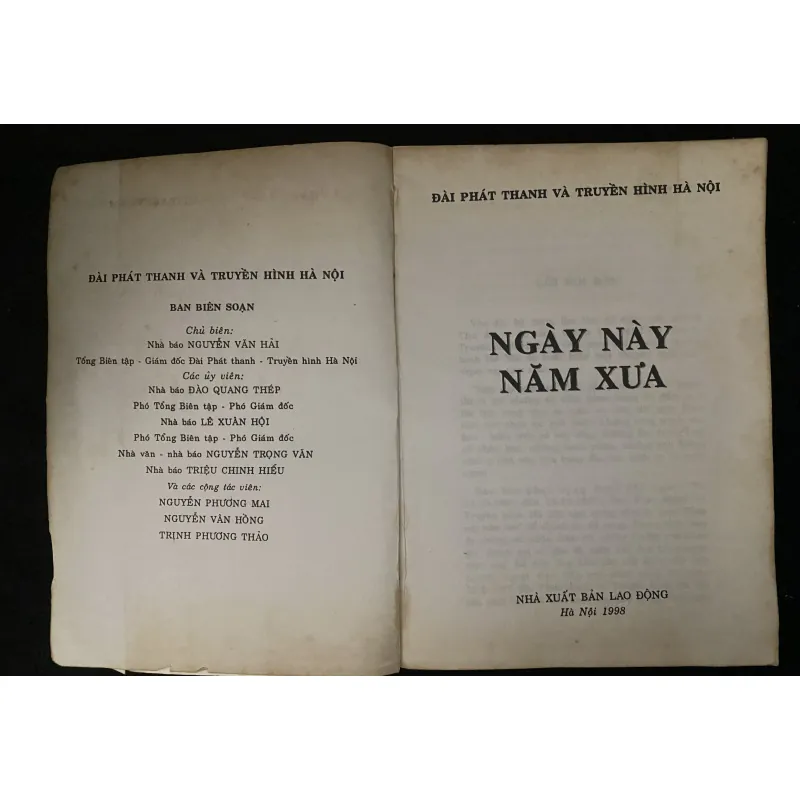 ĐÀI PHÁT THANH VÀ TRUYỀN HÌNH HÀ NỘI
BAN BIÊN SOẠN
Chủ biên:
Nhà báo NGUYỄN VĂN HẢI
Tổng Biên tập - Giám đốc Đài Phát thanh - Truyền hình Hà Nội
Các ủy viên:
Nhà báo ĐÀO QUANG THÉP
Phó Tổng Biên tập - Phó Giám đốc
Nhà báo LÊ XUÂN HỘI
Phó Tổng Biên tập - Phó Giám đốc
Nhà văn - nhà báo NGUYỄN TRỌNG VĂN
Nhà báo TRIỆU CHINH HIỂU
Và các cộng tác viên:
NGUYỄN PHƯƠNG MAI
NGUYỄN VĂN HỒNG
TRỊNH PHƯƠNG THẢO
ĐÀI PHÁT THANH VÀ TRUYỀN HÌNH HÀ NỘI
NGÀY NÀY
NĂM XƯA
NHÀ XUẤT BẢN LAO ĐỘNG
Hà Nội 1998